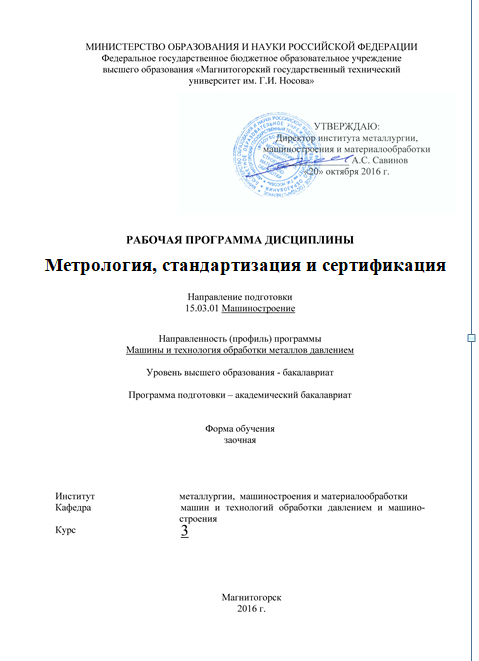 МИНИСТЕРСТВО ОБРАЗОВАНИЯ И НАУКИ РОССИЙСКОЙ ФЕДЕРАЦИИ
Федеральное государственное бюджетное образовательное учреждение
высшего образования «Магнитогорский государственный технический
университет им. Г.И. Носова»
УТВЕРЖДАЮ:
Директор института металлургии,
машиностроения и материалообработки
А.С. Савинов
«20» октября 2016 г.
РАБОЧАЯ ПРОГРАММА ДИСЦИПЛИНЫ
Метрология, стандартизация и сертификация
Направление подготовки
15.03.01 Машиностроение
Направленность (профиль) программы
Машины и технология обработки металлов давлением
Уровень высшего образования - бакалавриат
Программа подготовки – академический бакалавриат
Форма обучения
заочная
Институт металлургии, машиностроения и материалообработки
Кафедра машин и технологий обработки давлением и машино-
строения
Курс 3
Магнитогорск
2016 г.